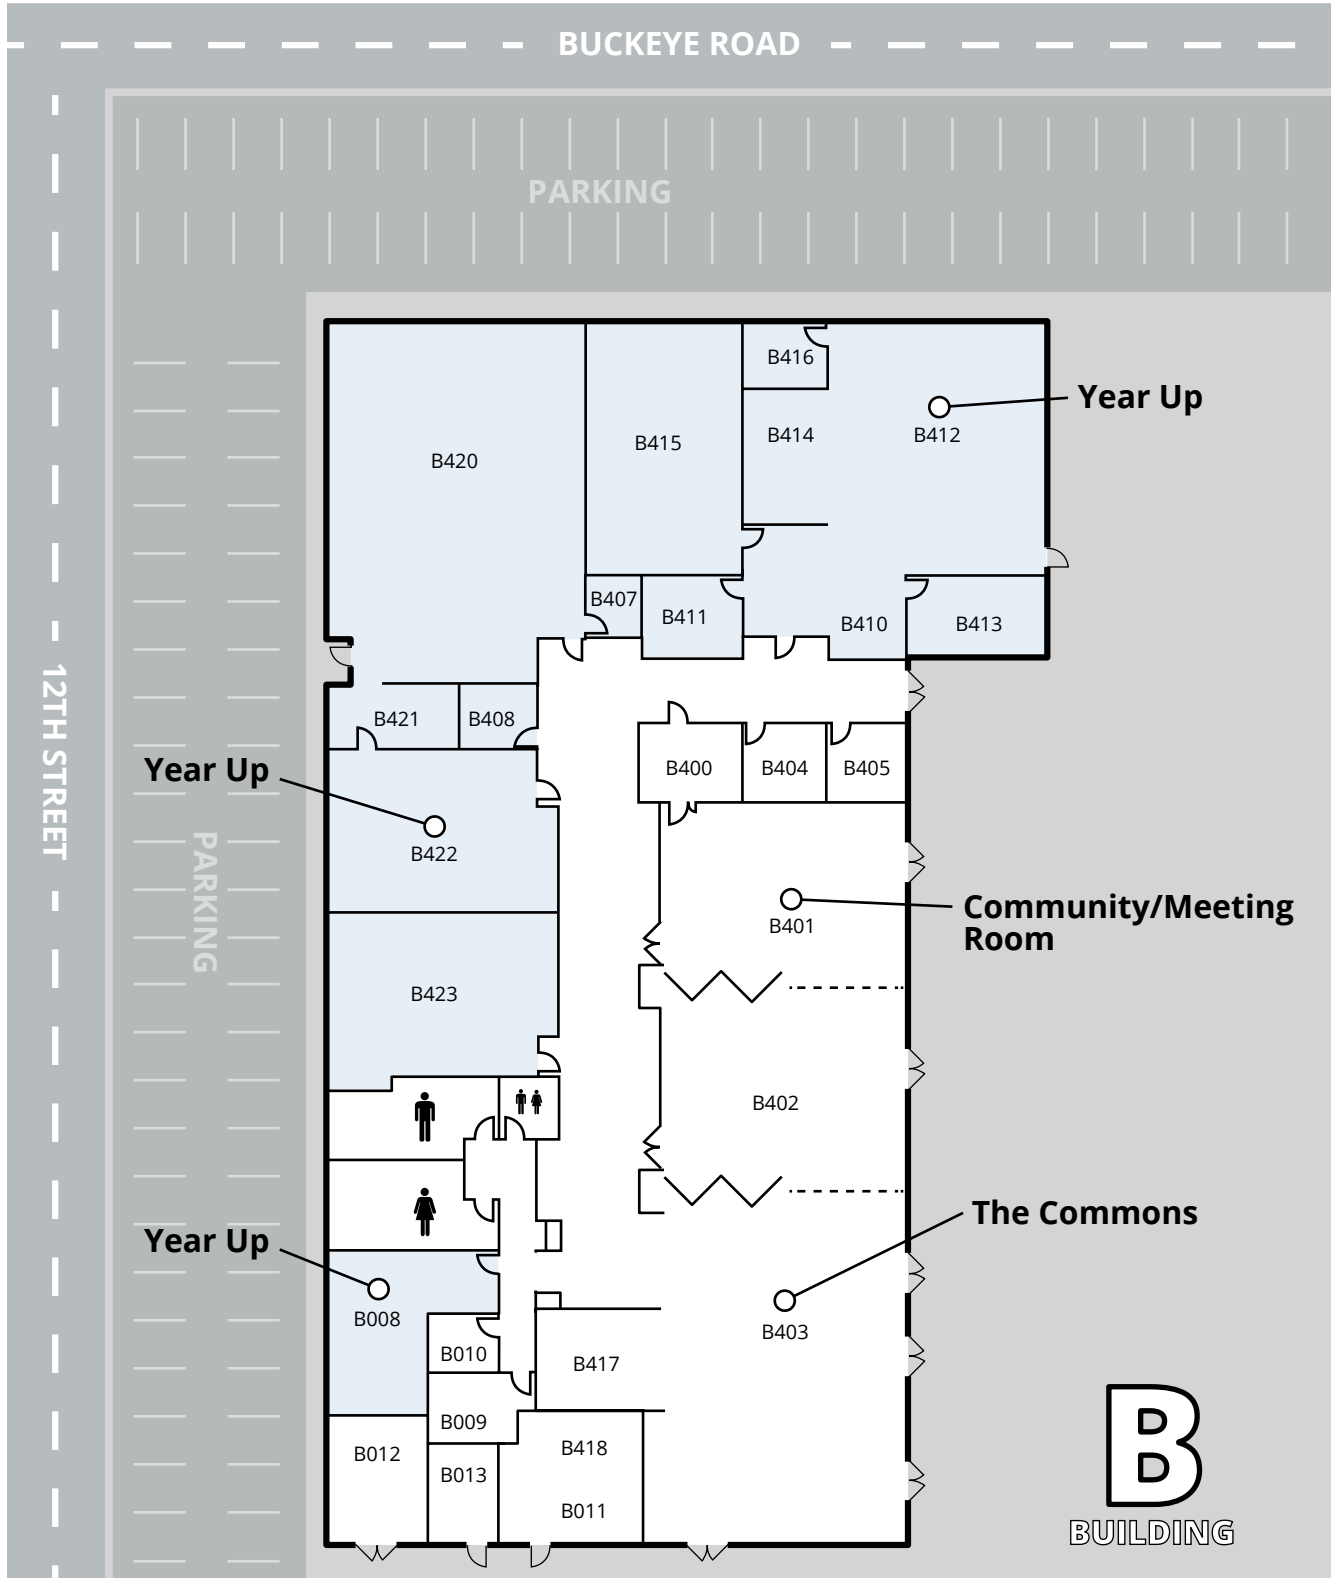 BUCKEYE ROAD
PARKING
B416
Year Up
B415
B414
B412
B420
B407
B411
B410
B413
12TH STREET
B421
B408
Year Up
B400
B404
B405
PARKING
B422
Community/Meeting
Room
B401
B423
B402
The Commons
Year Up
B008
B403
B010
B417
B009
B012
B418
B013
B011
B
BUILDING